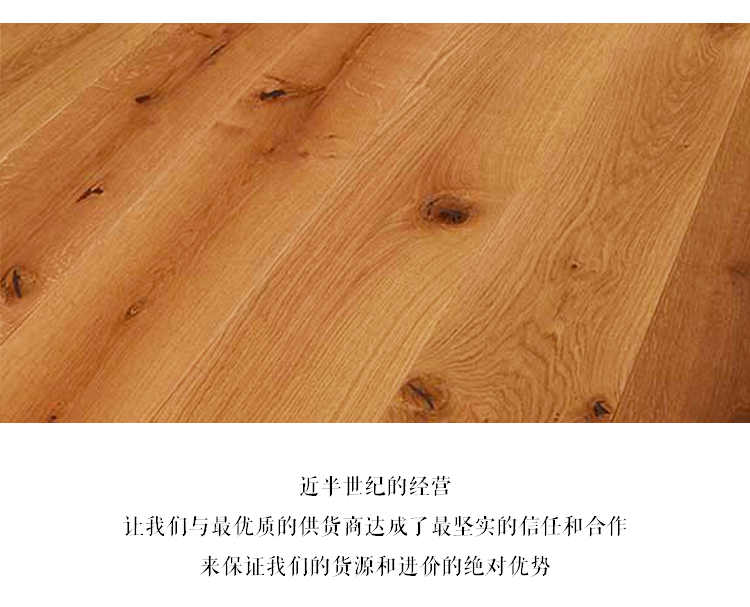 近半世纪的经营
让我们与最优质的供货商达成了最坚实的信任和合作
来保证我们的货源和进价的绝对优势